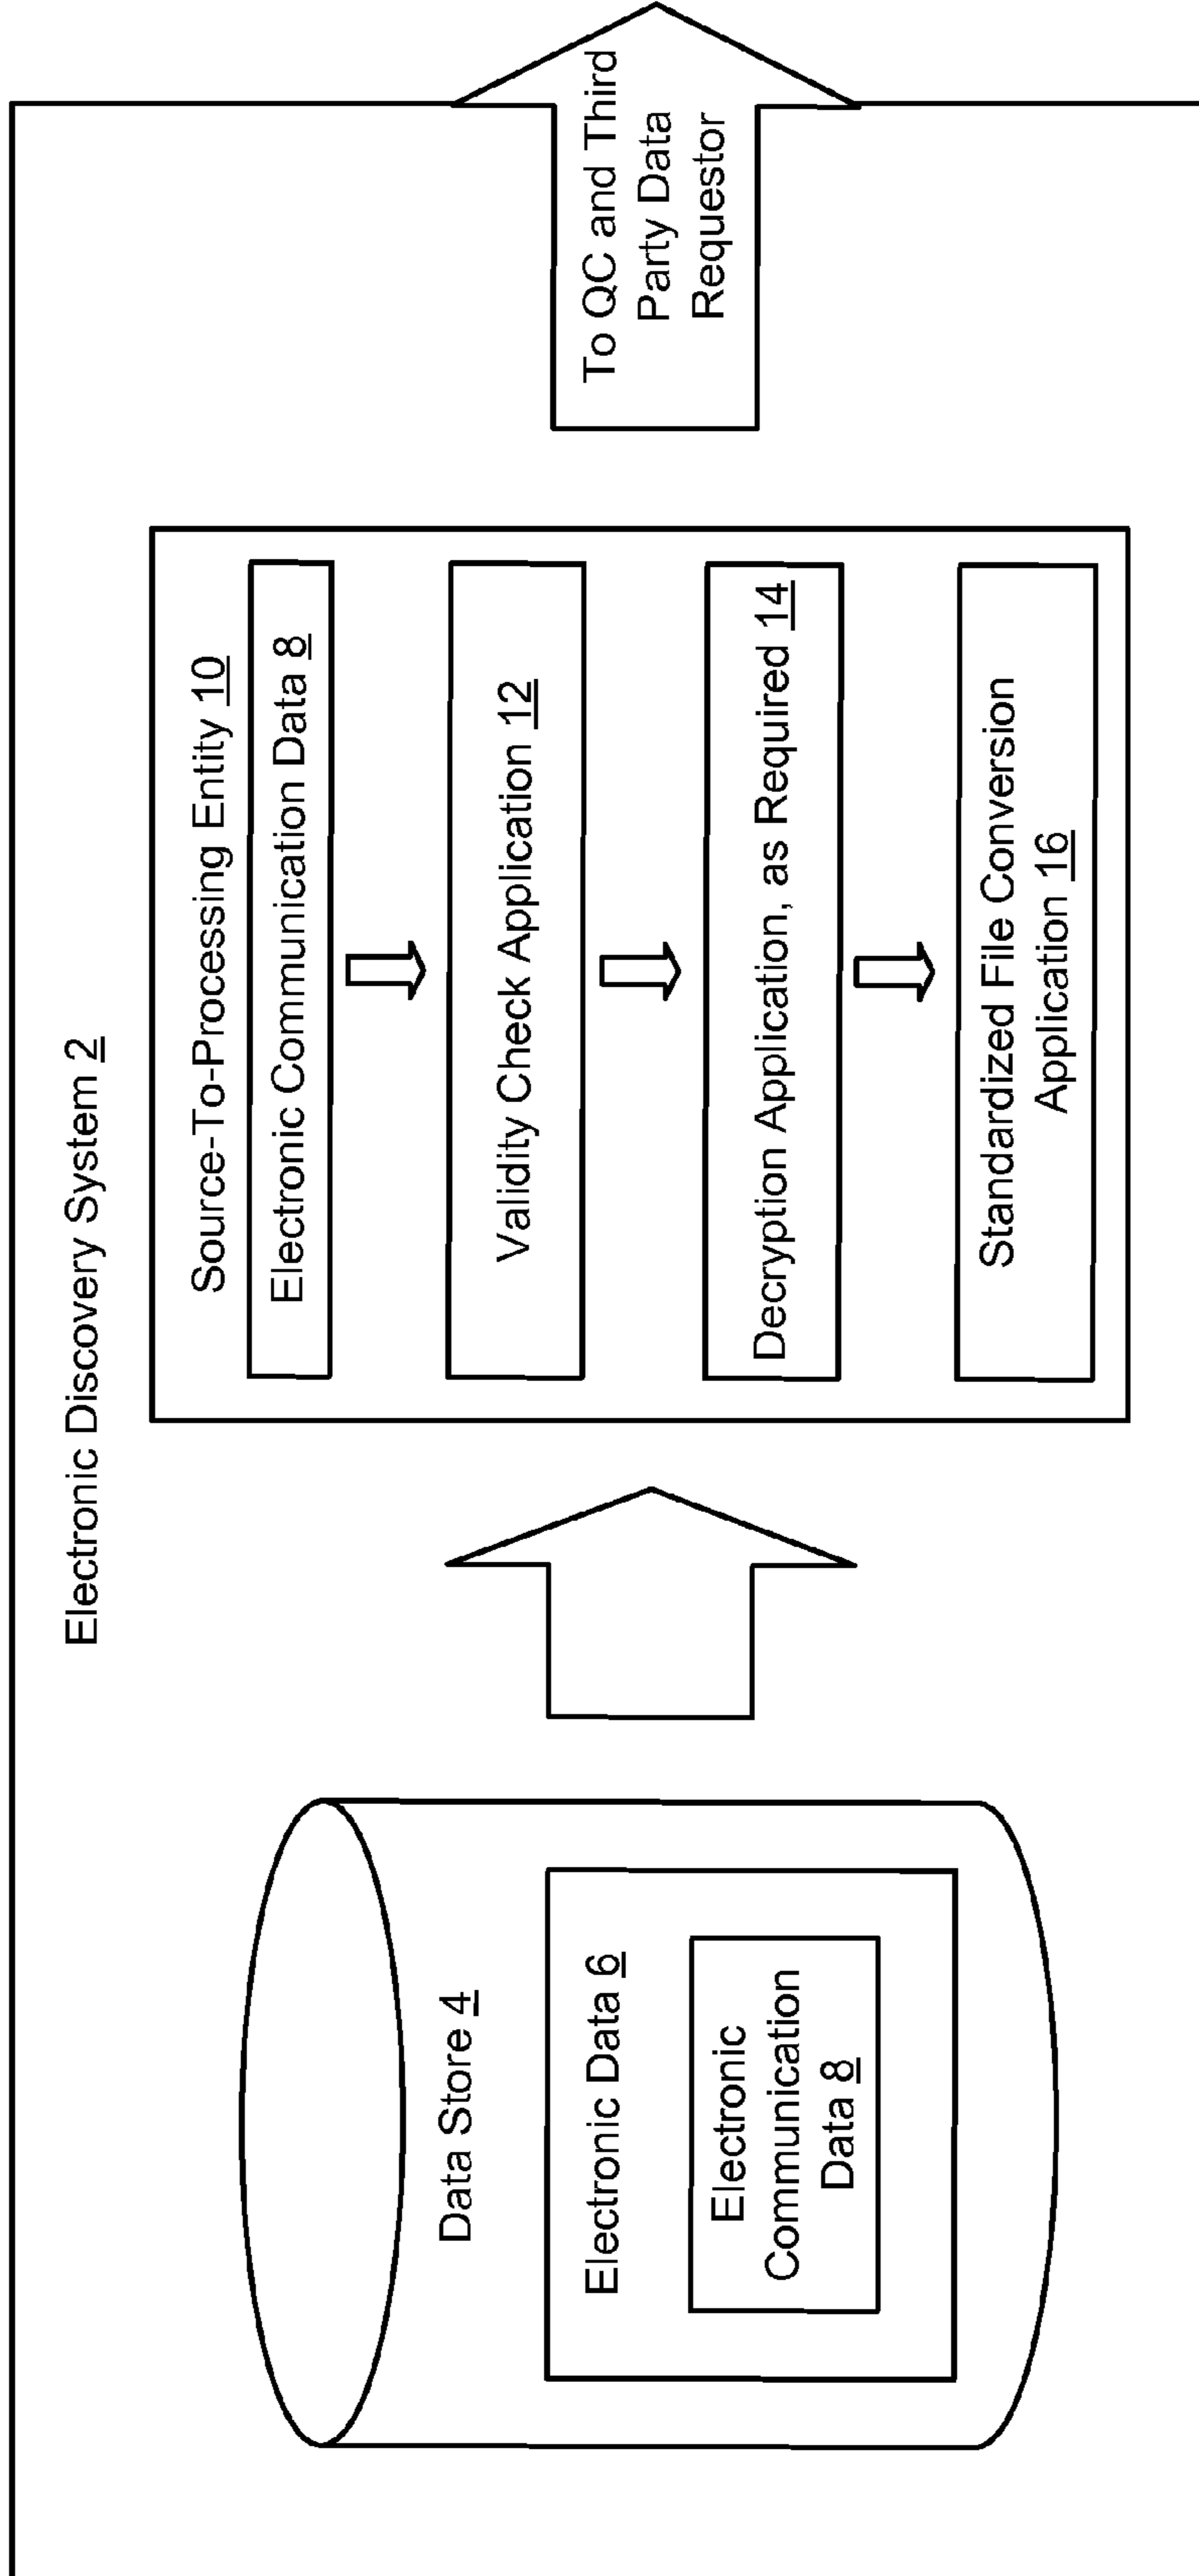 Electronic Discovery System 2
Data Store 4
Electronic Data 6
Electronic
Communication
Data 8
Source-To-Processing Entity 10
Electronic Communication Data 8
Validity Check Application 12
Decryption Application, as Required 14
Standardized File Conversion
Application 16
To QC and Third
Party Data
Requestor